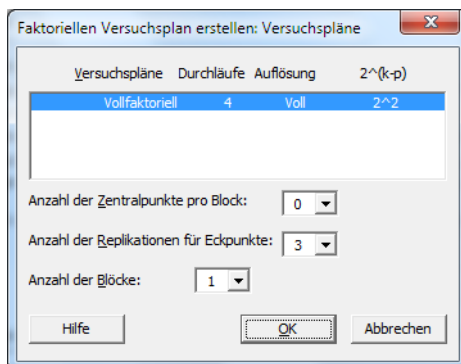 Faktoriellen Versuchsplan erstellen: Versuchspläne
Versuchspläne Durchläufe Auflösung 2^(k-p)
Vollfaktoriell 4 Voll 2^2
Anzahl der Zentralpunkte pro Block: 0
Anzahl der Replikationen für Eckpunkte: 3
Anzahl der Blöcke: 1
Hilfe OK Abbrechen